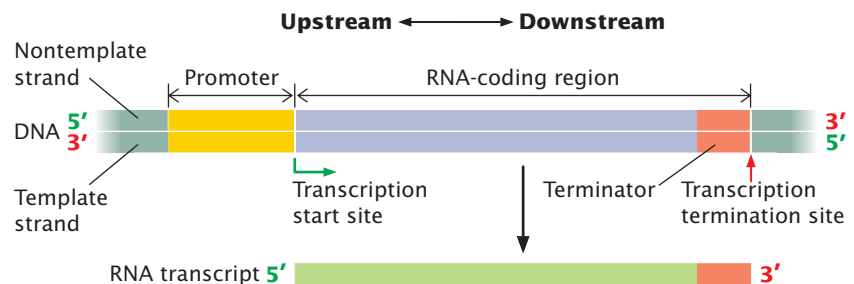 Upstream Downstream
Nontemplate
strand
Promoter
RNA-coding region
DNA
5′
3′
3′
5′
Template
strand
Transcription
start site
Terminator
Transcription
termination site
RNA transcript 5′
3′